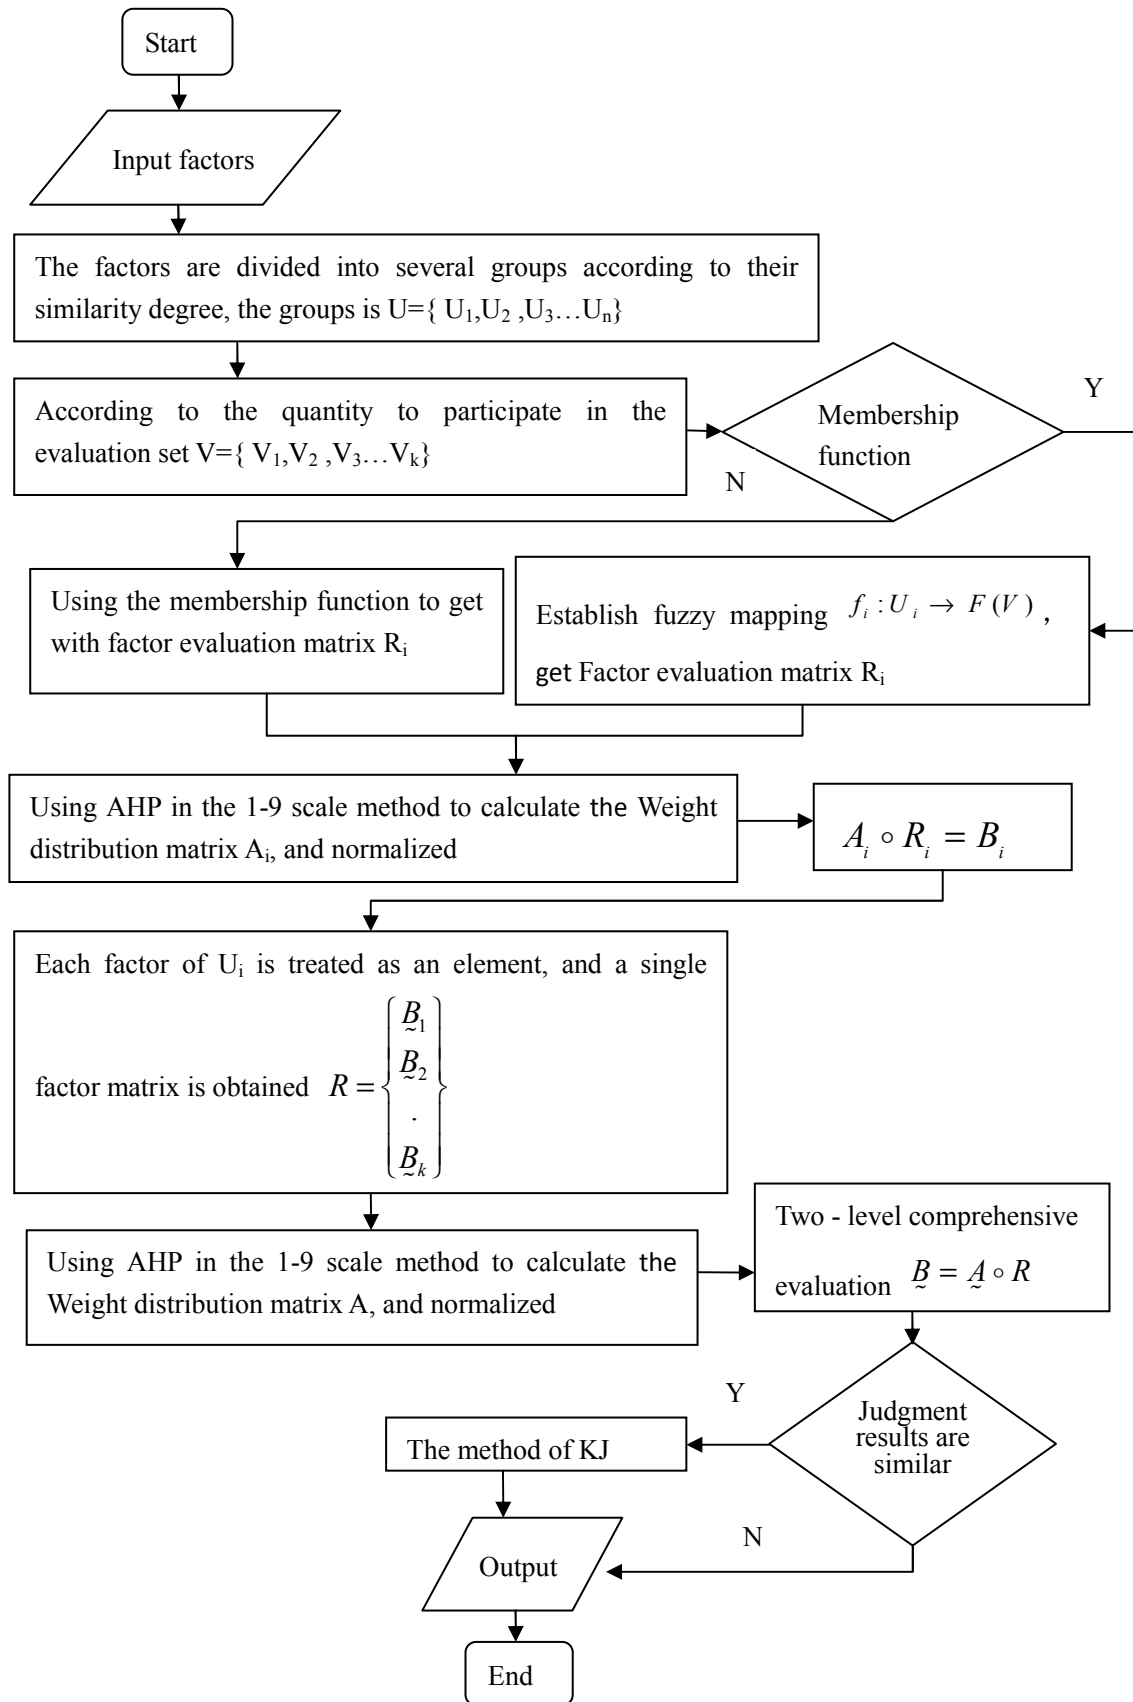 Start
Input factors
The factors are divided into several groups according to their
similarity degree, the groups is U={ U₁,U₂ ,U₃…Uₙ}
According to the quantity to participate in the
evaluation set V={ V₁,V₂ ,V₃…Vₖ}
Membership
function
Y
N
Using the membership function to get
with factor evaluation matrix Rᵢ
Establish fuzzy mapping fᵢ : Uᵢ → F(V) ，
get Factor evaluation matrix Rᵢ
Using AHP in the 1-9 scale method to calculate the Weight
distribution matrix Aᵢ, and normalized
Aᵢ ∘ Rᵢ = Bᵢ
Each factor of Uᵢ is treated as an element, and a single
factor matrix is obtained R = {
B̰₁
B̰₂
.
B̰ₖ
}
Using AHP in the 1-9 scale method to calculate the
Weight distribution matrix A, and normalized
Two - level comprehensive
evaluation B̰ = A̰ ∘ R
Judgment
results are
similar
Y
The method of KJ
N
Output
End